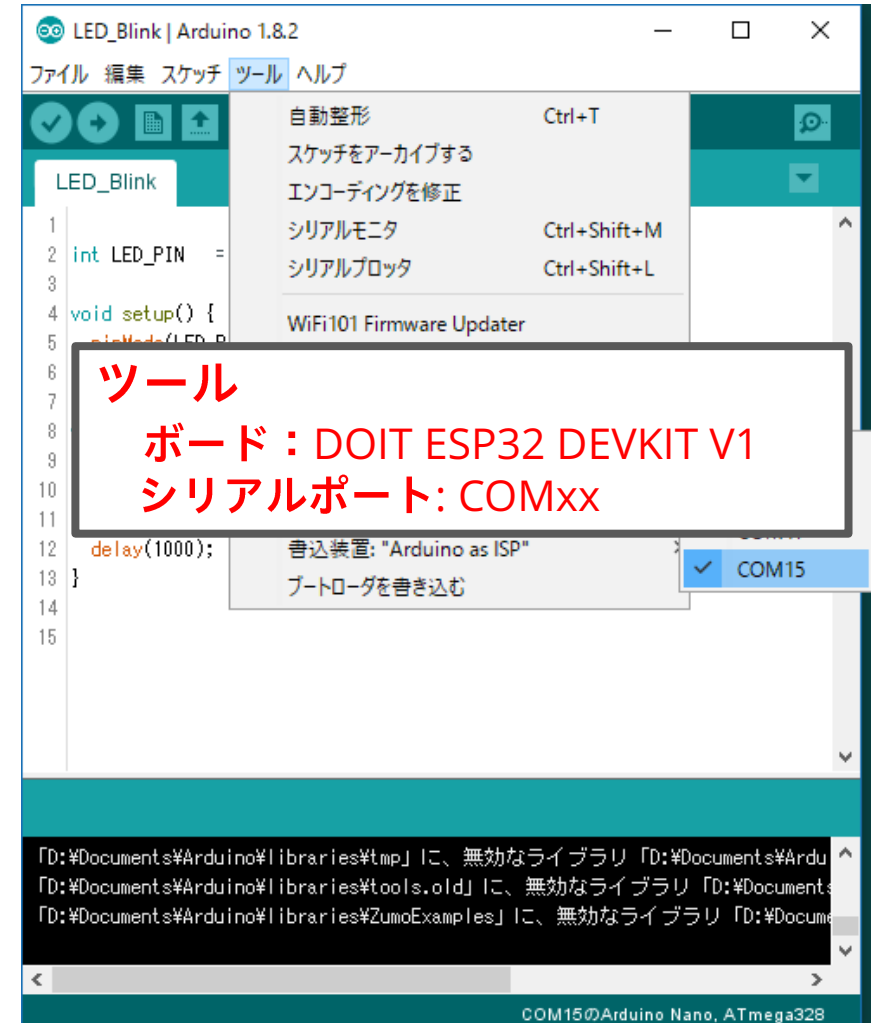 LED_Blink | Arduino 1.8.2
ファイル 編集 スケッチ ツール ヘルプ
自動整形 Ctrl+T
スケッチをアーカイブする
エンコーディングを修正
シリアルモニタ Ctrl+Shift+M
シリアルプロッタ Ctrl+Shift+L
WiFi101 Firmware Updater
LED_Blink
1
2 int LED_PIN =
3
4 void setup() {
5
6
7
8
9
10
11
12 delay(1000);
13 }
14
15
ツール
ボード：DOIT ESP32 DEVKIT V1
シリアルポート: COMxx
書込装置: "Arduino as ISP"
ブートローダを書き込む
COM15
「D:¥Documents¥Arduino¥libraries¥tmp」に、無効なライブラリ「D:¥Documents¥Ardu
「D:¥Documents¥Arduino¥libraries¥tools.old」に、無効なライブラリ「D:¥Documents
「D:¥Documents¥Arduino¥libraries¥ZumoExamples」に、無効なライブラリ「D:¥Docume
COM15のArduino Nano, ATmega328